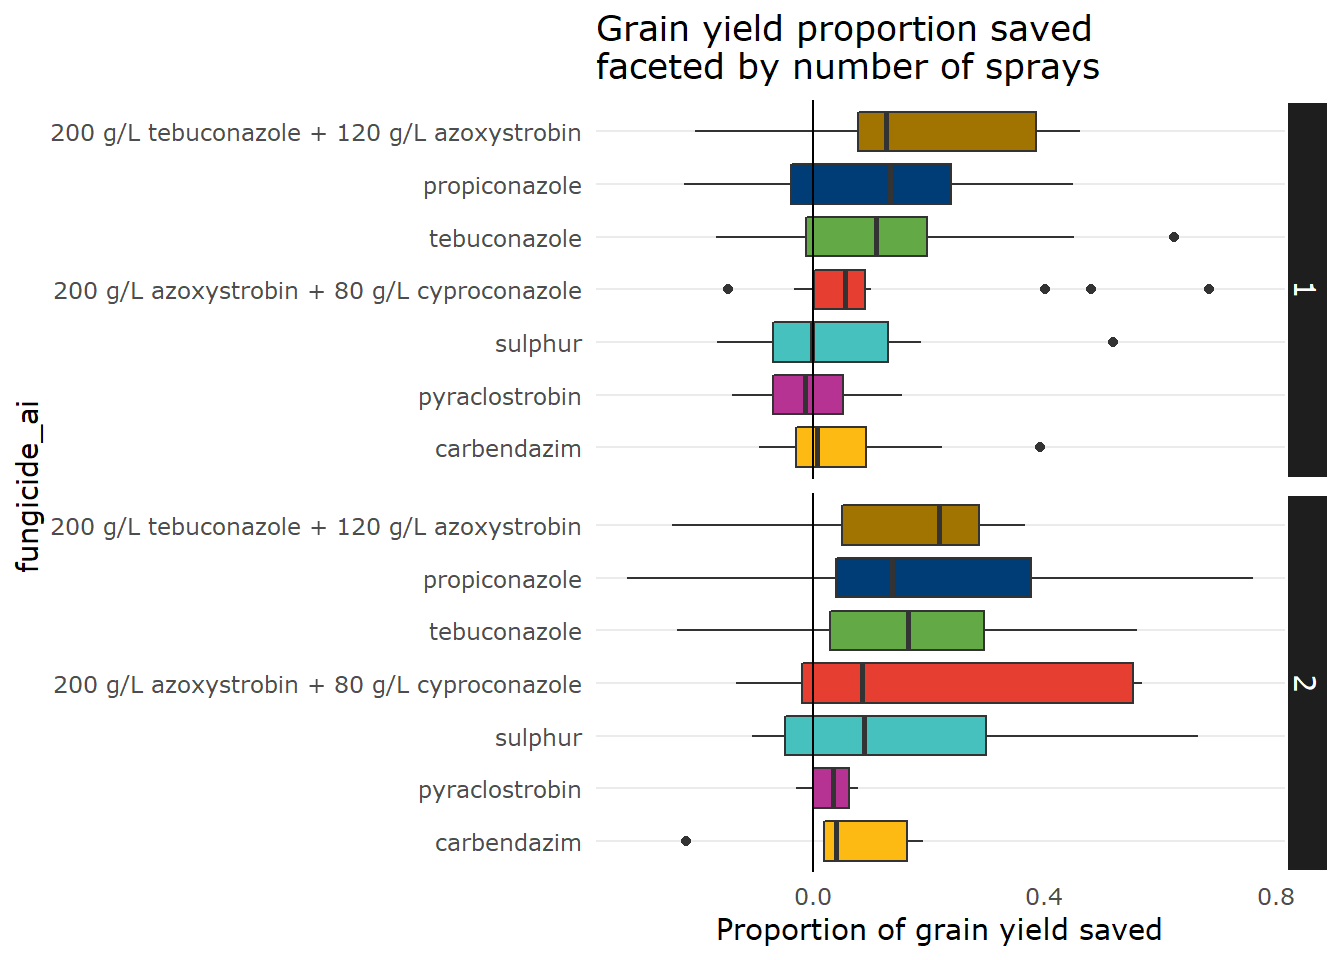 Grain yield proportion saved
faceted by number of sprays
fungicide_ai
200 g/L tebuconazole + 120 g/L azoxystrobin
propiconazole
tebuconazole
200 g/L azoxystrobin + 80 g/L cyproconazole
sulphur
pyraclostrobin
carbendazim
1
200 g/L tebuconazole + 120 g/L azoxystrobin
propiconazole
tebuconazole
200 g/L azoxystrobin + 80 g/L cyproconazole
sulphur
pyraclostrobin
carbendazim
2
0.0 0.4 0.8
Proportion of grain yield saved